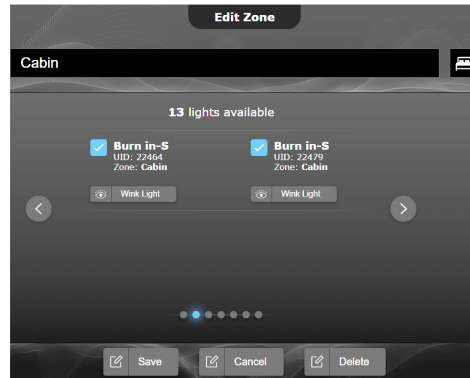 Edit Zone
Cabin
13 lights available
Burn in-S
UID: 22464
Zone: Cabin
Wink Light
Burn in-S
UID: 22479
Zone: Cabin
Wink Light
Save
Cancel
Delete